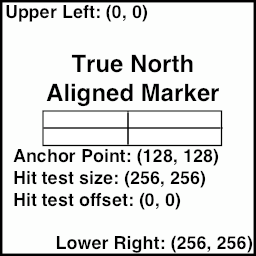 Upper Left: (0, 0)
True North
Aligned Marker
Anchor Point: (128, 128)
Hit test size: (256, 256)
Hit test offset: (0, 0)
Lower Right: (256, 256)